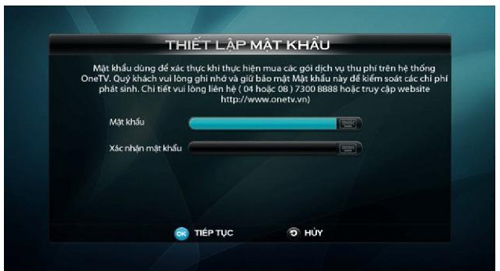 THIẾT LẬP MẬT KHẨU
Mật khẩu dùng để xác thực khi thực hiện mua các gói dịch vụ thu phí trên hệ thống
OneTV. Quý khách vui lòng ghi nhớ và giữ bảo mật Mật khẩu này để kiểm soát các chi phí
phát sinh. Chi tiết vui lòng liên hệ ( 04 hoặc 08 ) 7300 8888 hoặc truy cập website
http://www.onetv.vn)
Mật khẩu
Xác nhận mật khẩu
OK TIẾP TỤC HỦY